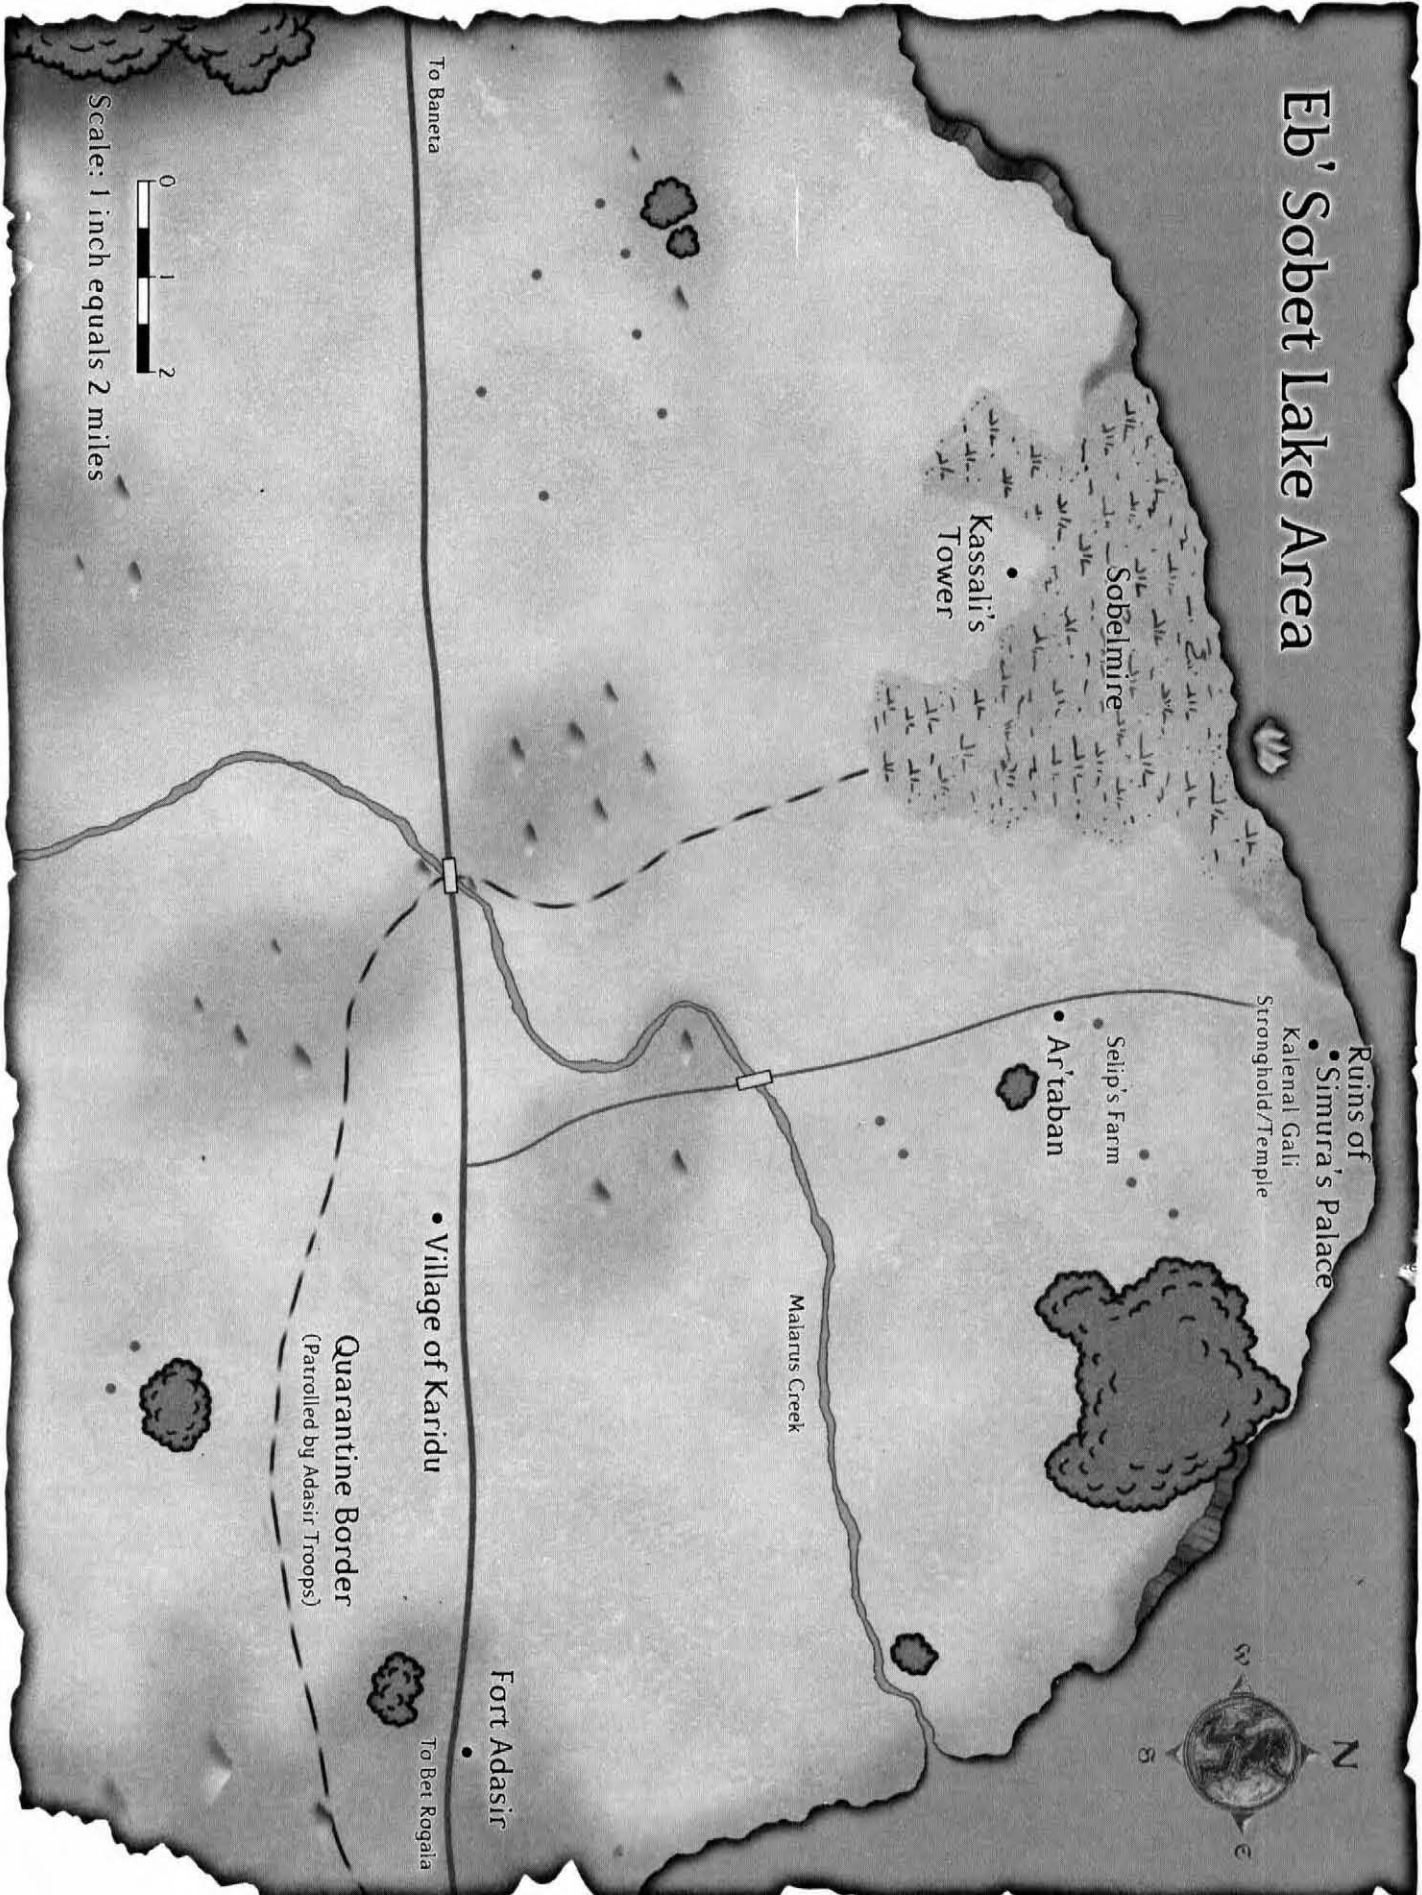 Eb' Sobet Lake Area
Ruins of
Simura's Palace
Kalenal Gali
Stronghold/Temple
N
W
E
S
Sobelmire
Selip's Farm
Ar'taban
Kassali's
Tower
Malarus Creek
Fort Adasir
To Baneta
Village of Karidu
To Bet Rogala
Quarantine Border
(Patrolled by Adasir Troops)
0 1 2
Scale: 1 inch equals 2 miles